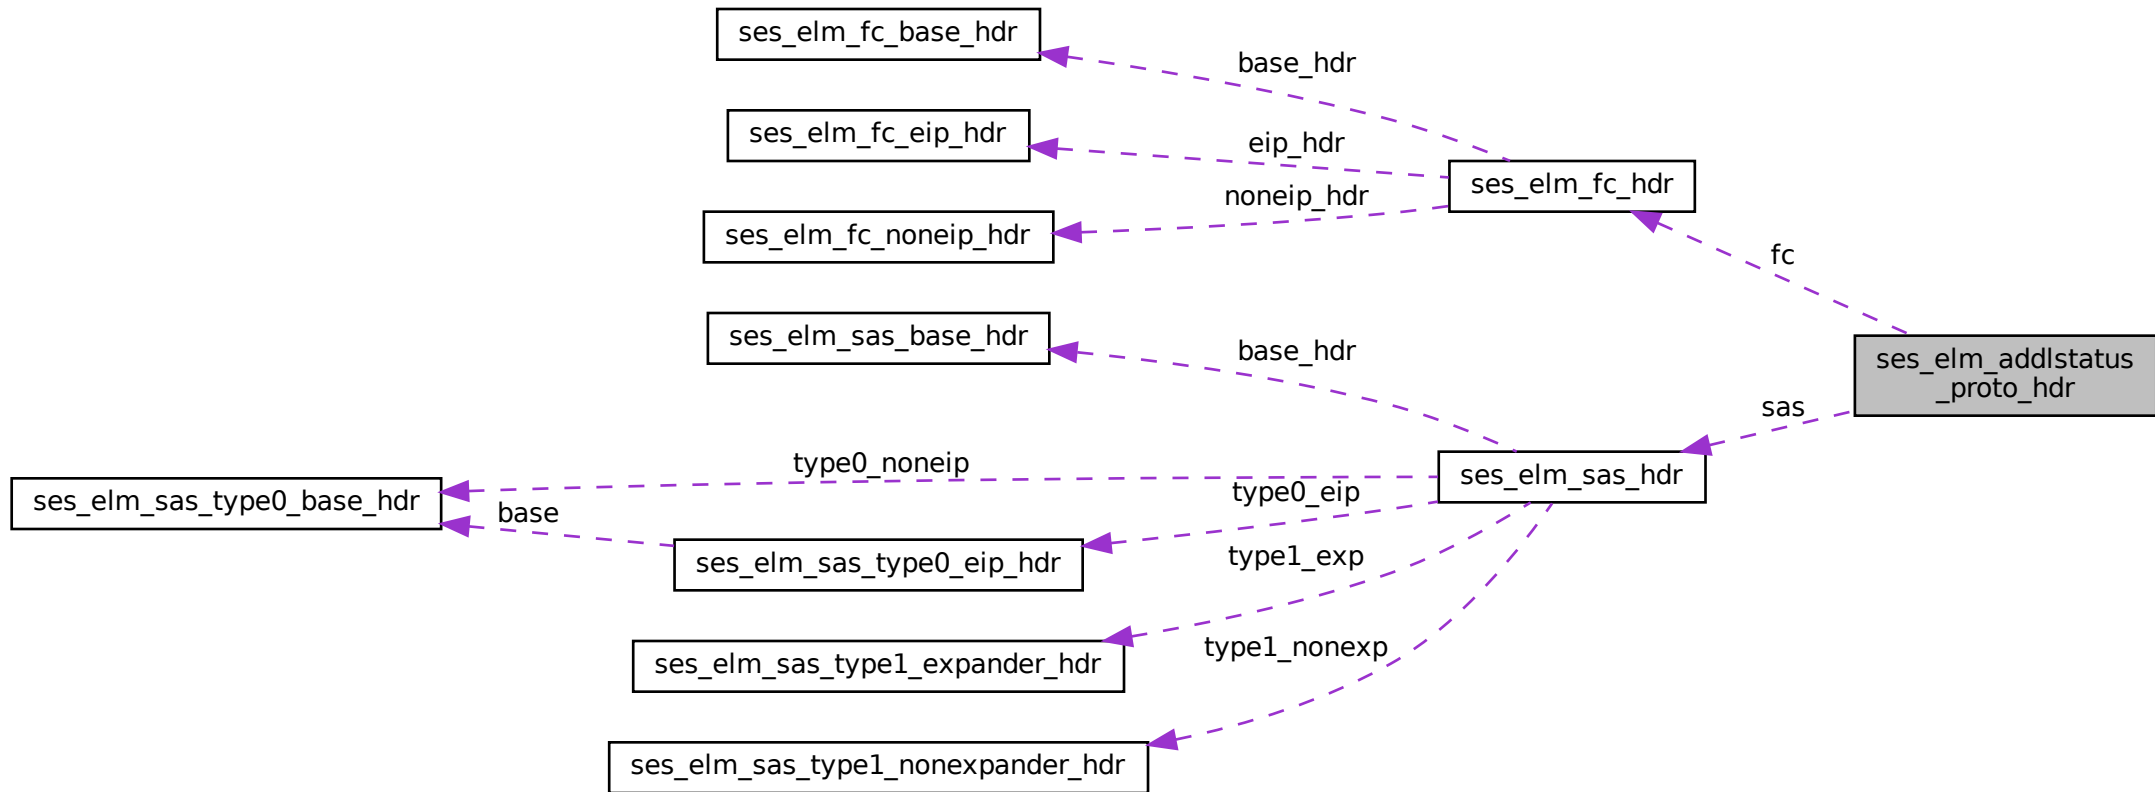 ses_elm_fc_base_hdr
base_hdr
ses_elm_fc_eip_hdr
eip_hdr
ses_elm_fc_hdr
noneip_hdr
ses_elm_fc_noneip_hdr
fc
ses_elm_sas_base_hdr
base_hdr
ses_elm_addlstatus
_proto_hdr
sas
type0_noneip
ses_elm_sas_hdr
ses_elm_sas_type0_base_hdr
base
type0_eip
ses_elm_sas_type0_eip_hdr
type1_exp
ses_elm_sas_type1_expander_hdr
type1_nonexp
ses_elm_sas_type1_nonexpander_hdr